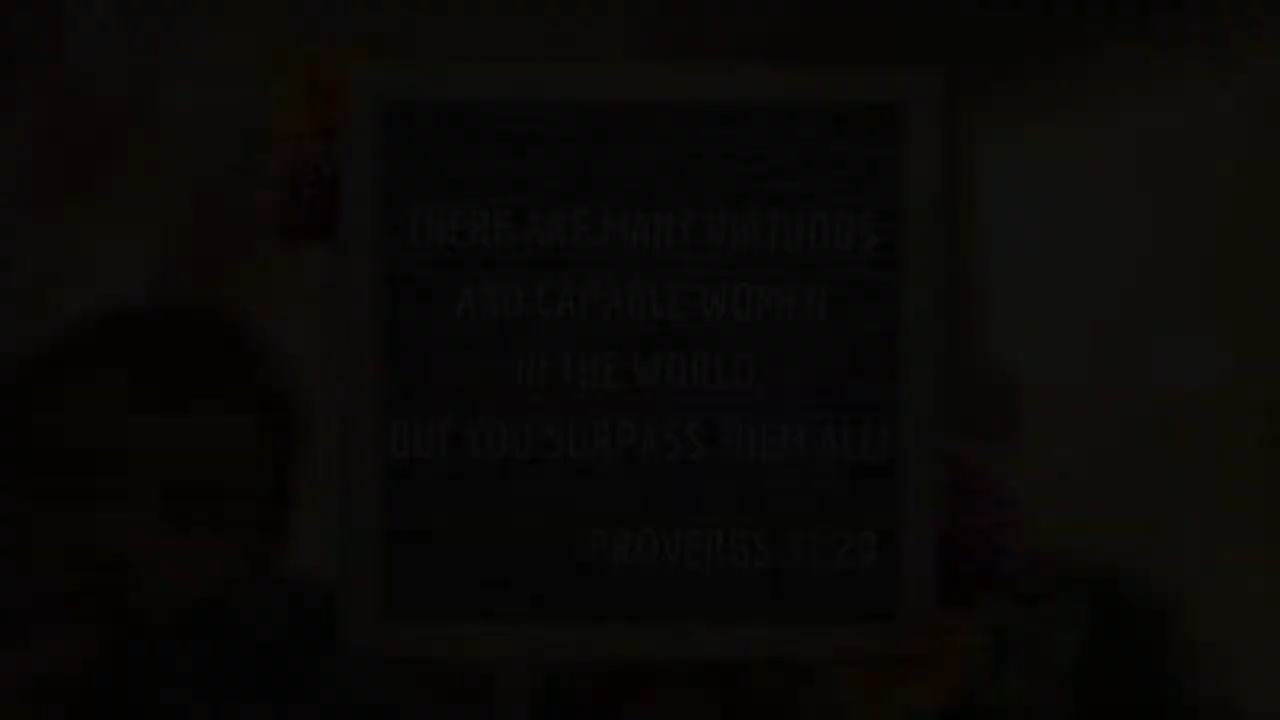 THERE ARE MANY VIRTUOUS
AND CAPABLE WOMEN
IN THE WORLD
BUT YOU SURPASS THEM ALL!
PROVERBS 31:29